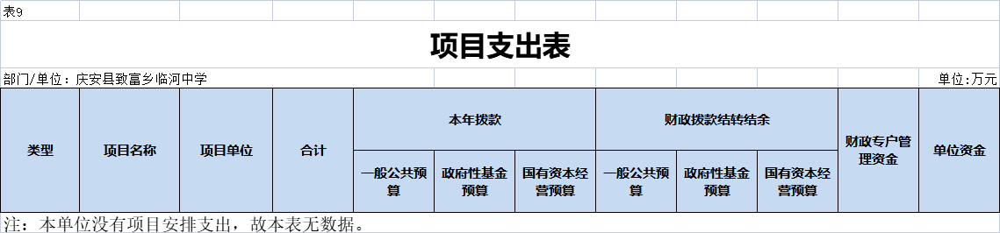 表9
项目支出表
部门/单位：庆安县致富乡临河中学 单位:万元
类型 项目名称 项目单位 合计 本年拨款 财政拨款结转结余 财政专户管理资金 单位资金
一般公共预算 政府性基金预算 国有资本经营预算 一般公共预算 政府性基金预算 国有资本经营预算
注：本单位没有项目安排支出，故本表无数据。